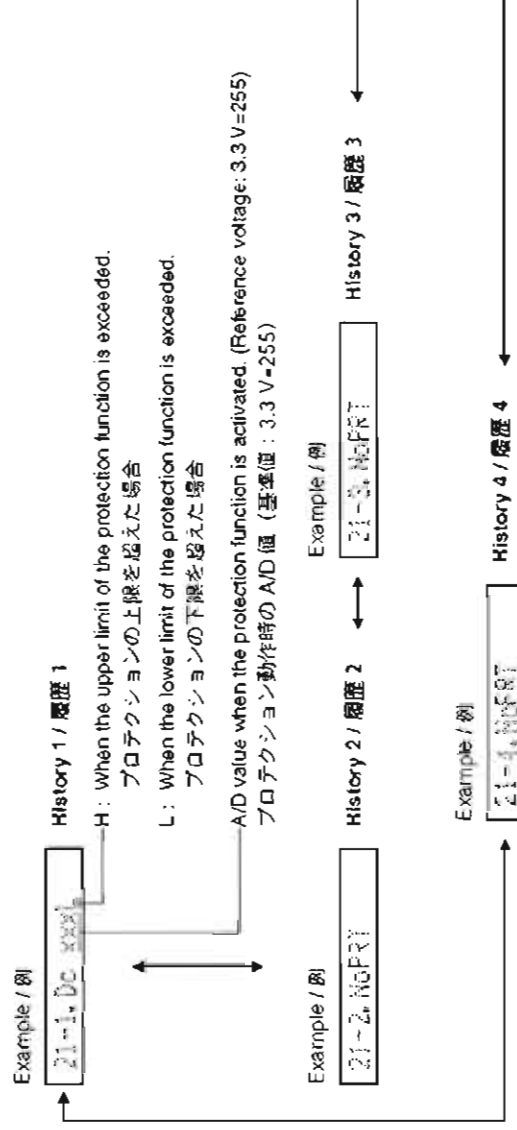 Example / 例
21-1.Dc xxxL
History 1 / 履歴 1
H : When the upper limit of the protection function is exceeded.
プロテクションの上限を超えた場合
L : When the lower limit of the protection function is exceeded.
プロテクションの下限を超えた場合
A/D value when the protection function is activated. (Reference voltage: 3.3 V=255)
プロテクション動作時の A/D 値 (基準値 : 3.3 V=255)
Example / 例
21-2.NoPRT
History 2 / 履歴 2
Example / 例
21-3.NoPRT
History 3 / 履歴 3
Example / 例
21-4.NoPRT
History 4 / 履歴 4